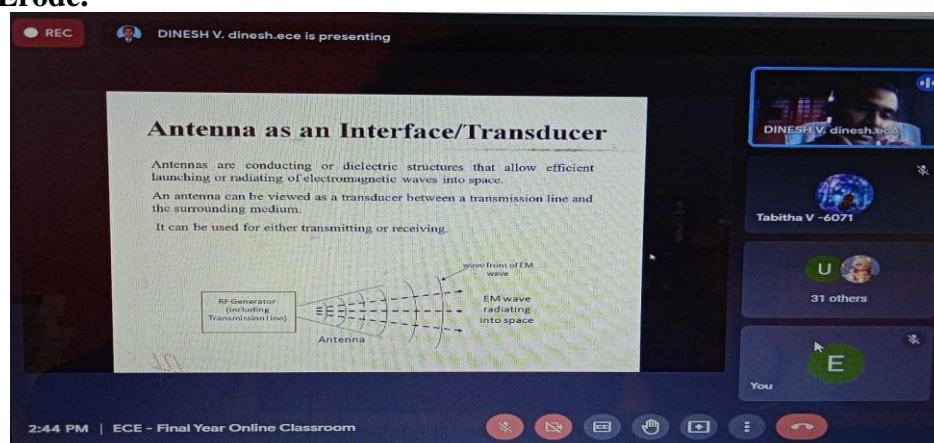 Erode.
REC
DINESH V. dinesh.ece is presenting
Antenna as an Interface/Transducer
Antennas are conducting or dielectric structures that allow efficient
launching or radiating of electromagnetic waves into space.
An antenna can be viewed as a transducer between a transmission line and
the surrounding medium.
It can be used for either transmitting or receiving.
wave front of EM
wave
RF Generator
(including
Transmission Line)
EM wave
radiating
into space
Antenna
DINESH V. dinesh.ece
Tabitha V -6071
U
31 others
E
You
2:44 PM | ECE - Final Year Online Classroom
CC